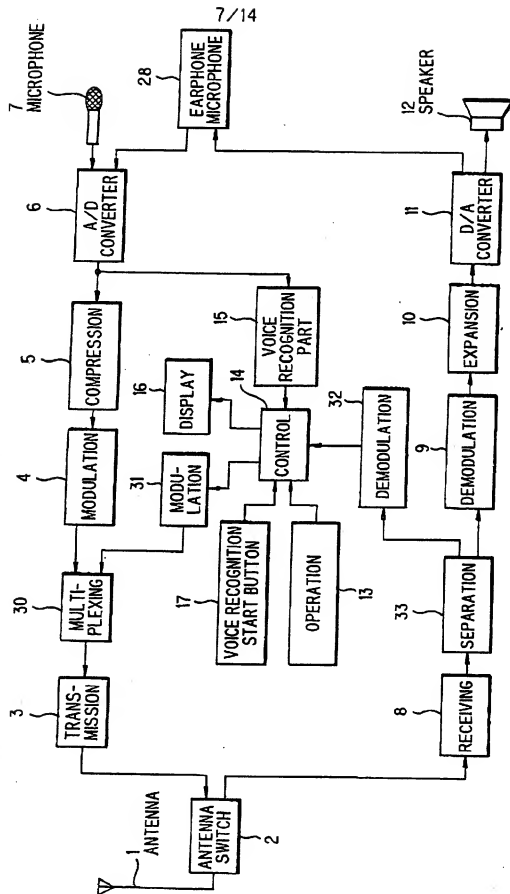 7/14
7
MICROPHONE
28
EARPHONE
MICROPHONE
12
SPEAKER
6
A/D
CONVERTER
11
D/A
CONVERTER
5
COMPRESSION
15
VOICE
RECOGNITION
PART
10
EXPANSION
16
DISPLAY
14
CONTROL
32
DEMODULATION
4
MODULATION
31
MODU-
LATION
9
DEMODULATION
30
MULTI-
PLEXING
17
VOICE RECOGNITION
START BUTTON
OPERATION
13
33
SEPARATION
3
TRANS-
MISSION
8
RECEIVING
1
ANTENNA
ANTENNA
SWITCH
2